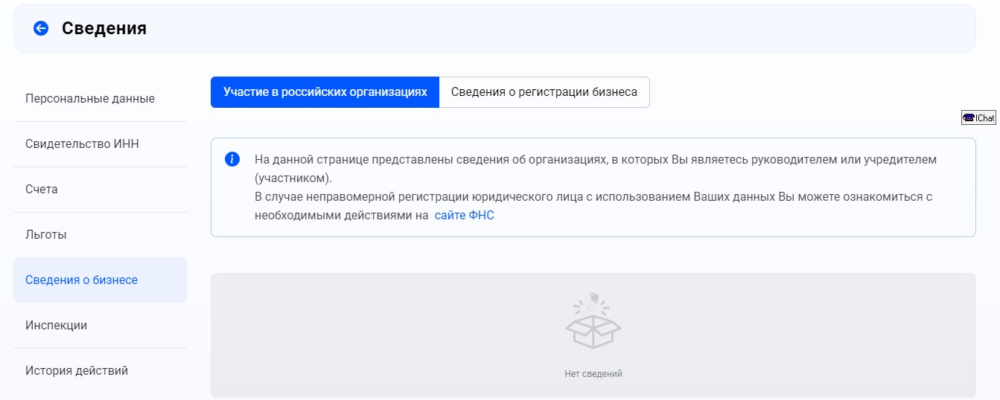 Сведения
Персональные данные
Свидетельство ИНН
Счета
Льготы
Сведения о бизнесе
Инспекции
История действий
Участие в российских организациях
Сведения о регистрации бизнеса
IChat
На данной странице представлены сведения об организациях, в которых Вы являетесь руководителем или учредителем
(участником).
В случае неправомерной регистрации юридического лица с использованием Ваших данных Вы можете ознакомиться с
необходимыми действиями на сайте ФНС
Нет сведений